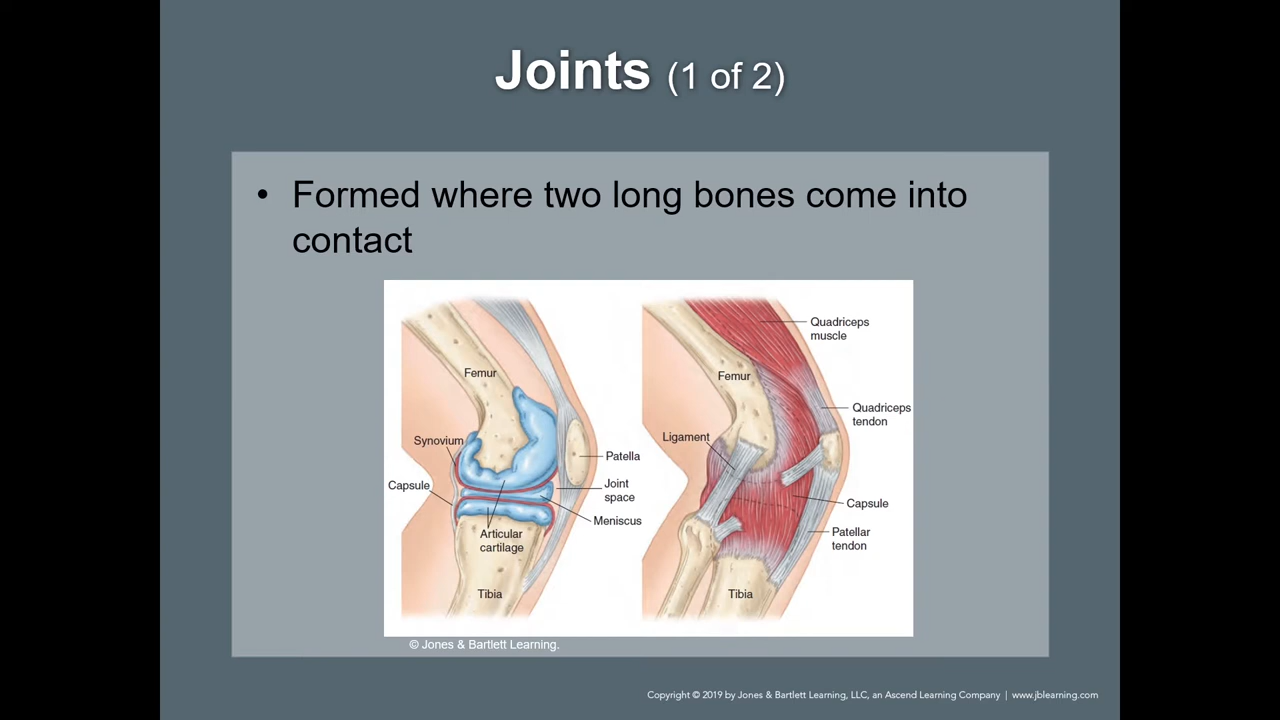 Joints (1 of 2)
• Formed where two long bones come into
contact
Femur
Synovium
Capsule
Articular
cartilage
Tibia
Patella
Joint
space
Meniscus
Quadriceps
muscle
Femur
Quadriceps
tendon
Ligament
Capsule
Patellar
tendon
Tibia
© Jones & Bartlett Learning.
Copyright © 2019 by Jones & Bartlett Learning, LLC, an Ascend Learning Company | www.jblearning.com